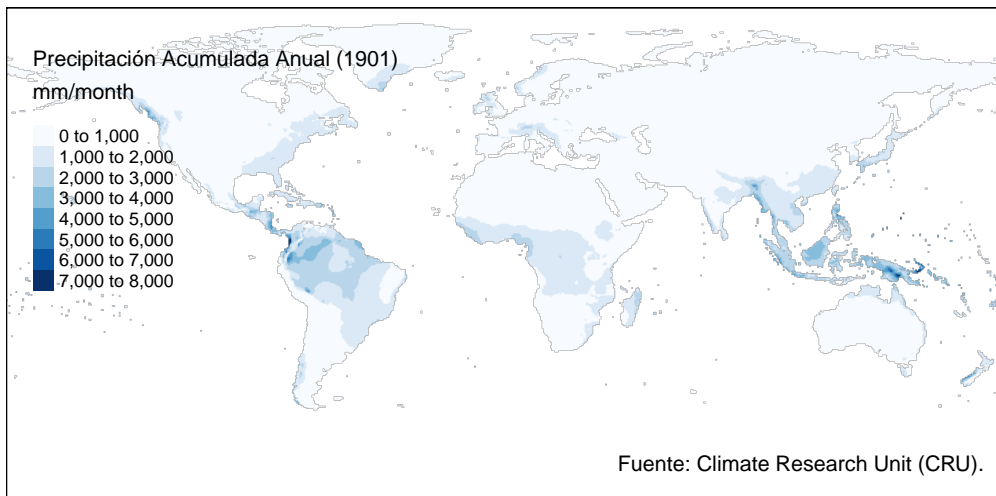 Precipitación Acumulada Anual (1901)
mm/month
0 to 1,000
1,000 to 2,000
2,000 to 3,000
3,000 to 4,000
4,000 to 5,000
5,000 to 6,000
6,000 to 7,000
7,000 to 8,000
Fuente: Climate Research Unit (CRU).